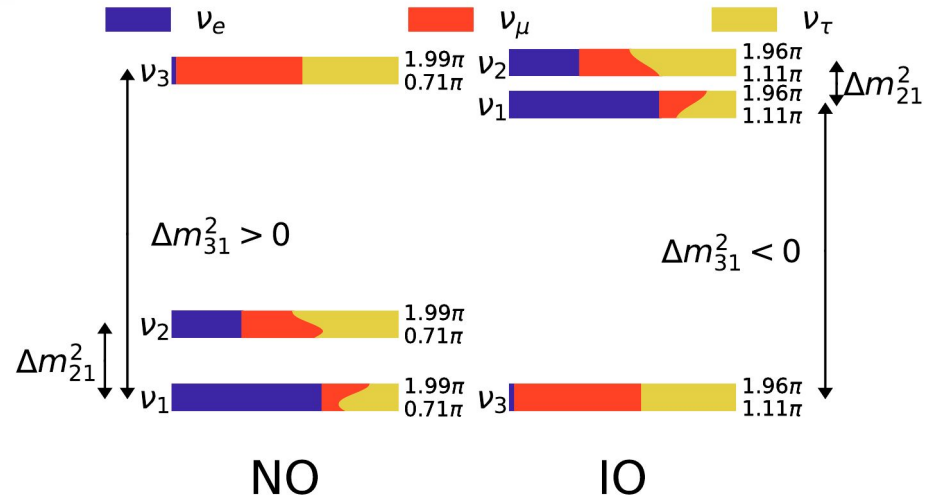 νe νμ ντ
ν3 1.99π
0.71π
ν2 1.96π
1.11π
Δm²21
ν1 1.96π
1.11π
Δm²31 > 0
Δm²31 < 0
ν2 1.99π
0.71π
Δm²21
ν1 1.99π
0.71π
ν3 1.96π
1.11π
NO IO